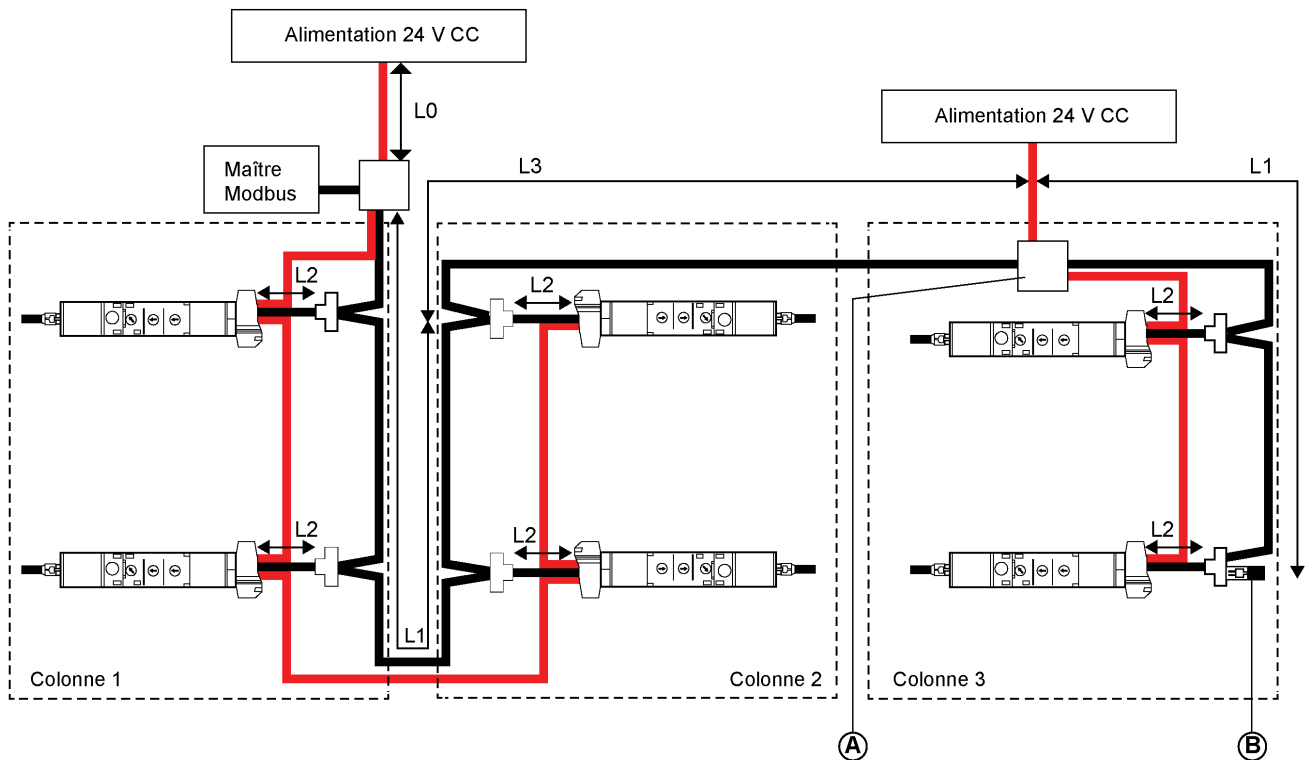 Alimentation 24 V CC
L0
Alimentation 24 V CC
Maître
Modbus
L3
L1
L2
L2
L2
L2
L2
L2
L1
Colonne 1
Colonne 2
Colonne 3
A
B